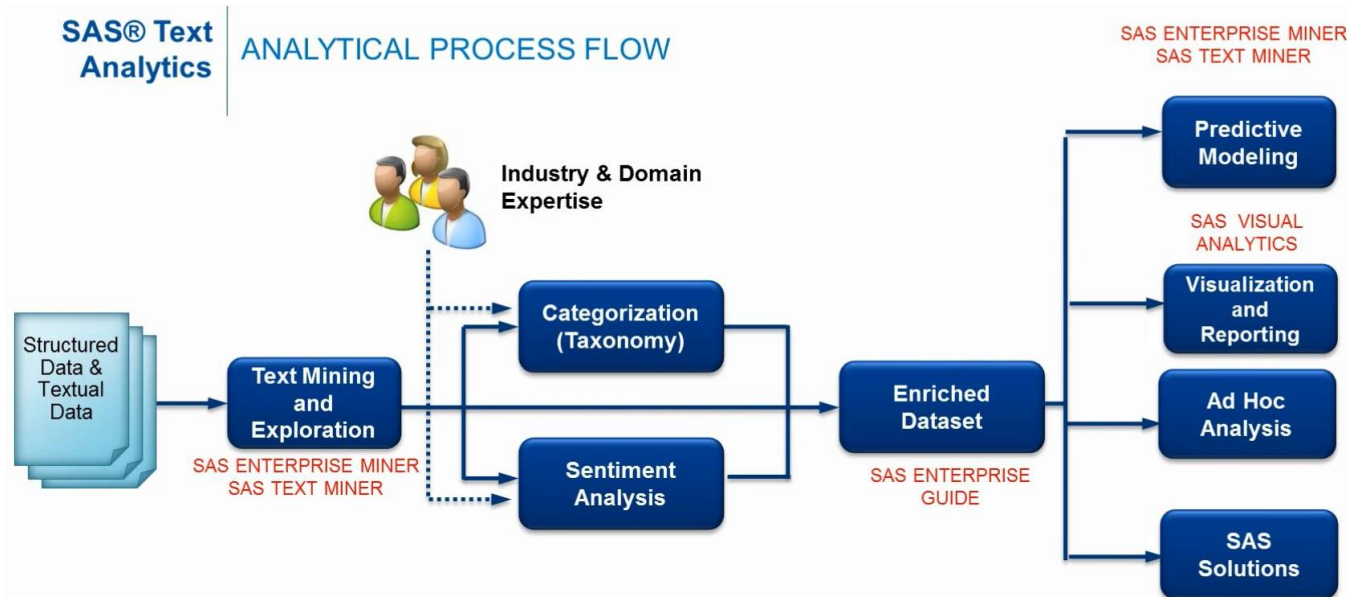 SAS® Text
Analytics
ANALYTICAL PROCESS FLOW
SAS ENTERPRISE MINER
SAS TEXT MINER
Predictive
Modeling
Industry & Domain
Expertise
SAS VISUAL
ANALYTICS
Visualization
and
Reporting
Categorization
(Taxonomy)
Structured
Data &
Textual
Data
Text Mining
and
Exploration
SAS ENTERPRISE MINER
SAS TEXT MINER
Sentiment
Analysis
Enriched
Dataset
SAS ENTERPRISE
GUIDE
Ad Hoc
Analysis
SAS
Solutions